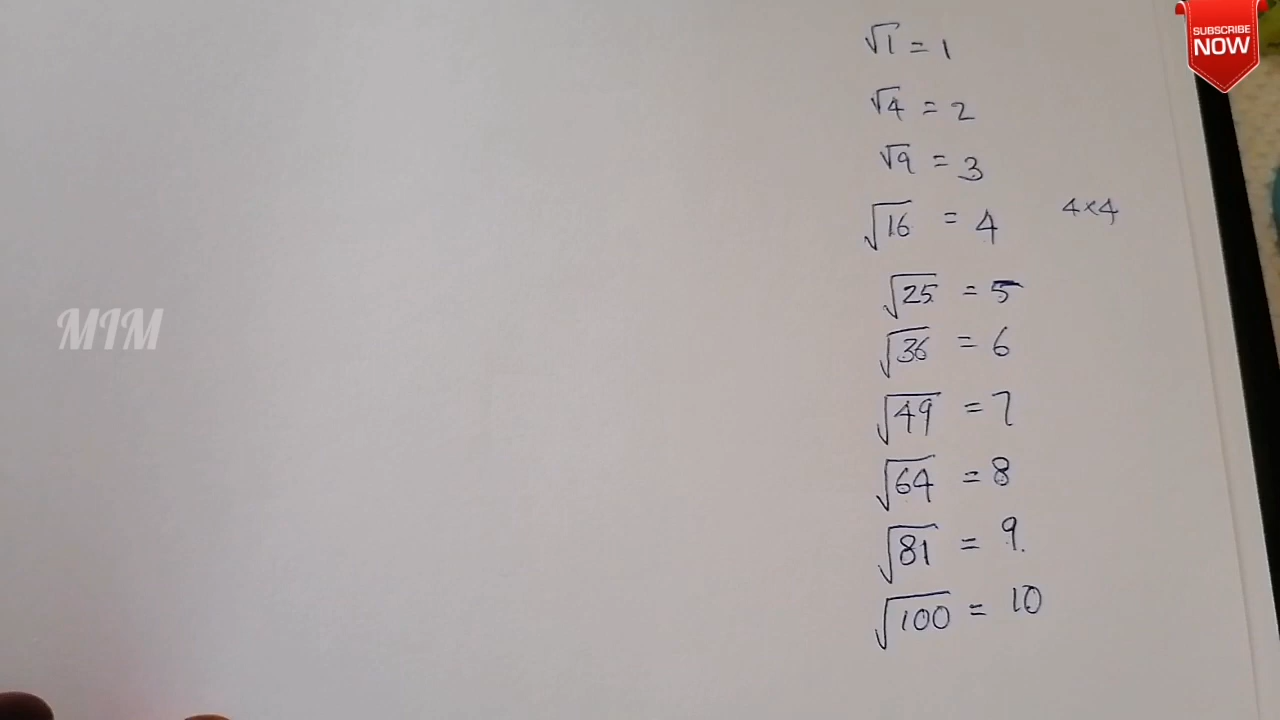 √1 = 1
√4 = 2
√9 = 3
√16 = 4 4×4
√25 = 5
√36 = 6
√49 = 7
√64 = 8
√81 = 9.
√100 = 10
MIM
SUBSCRIBE
NOW